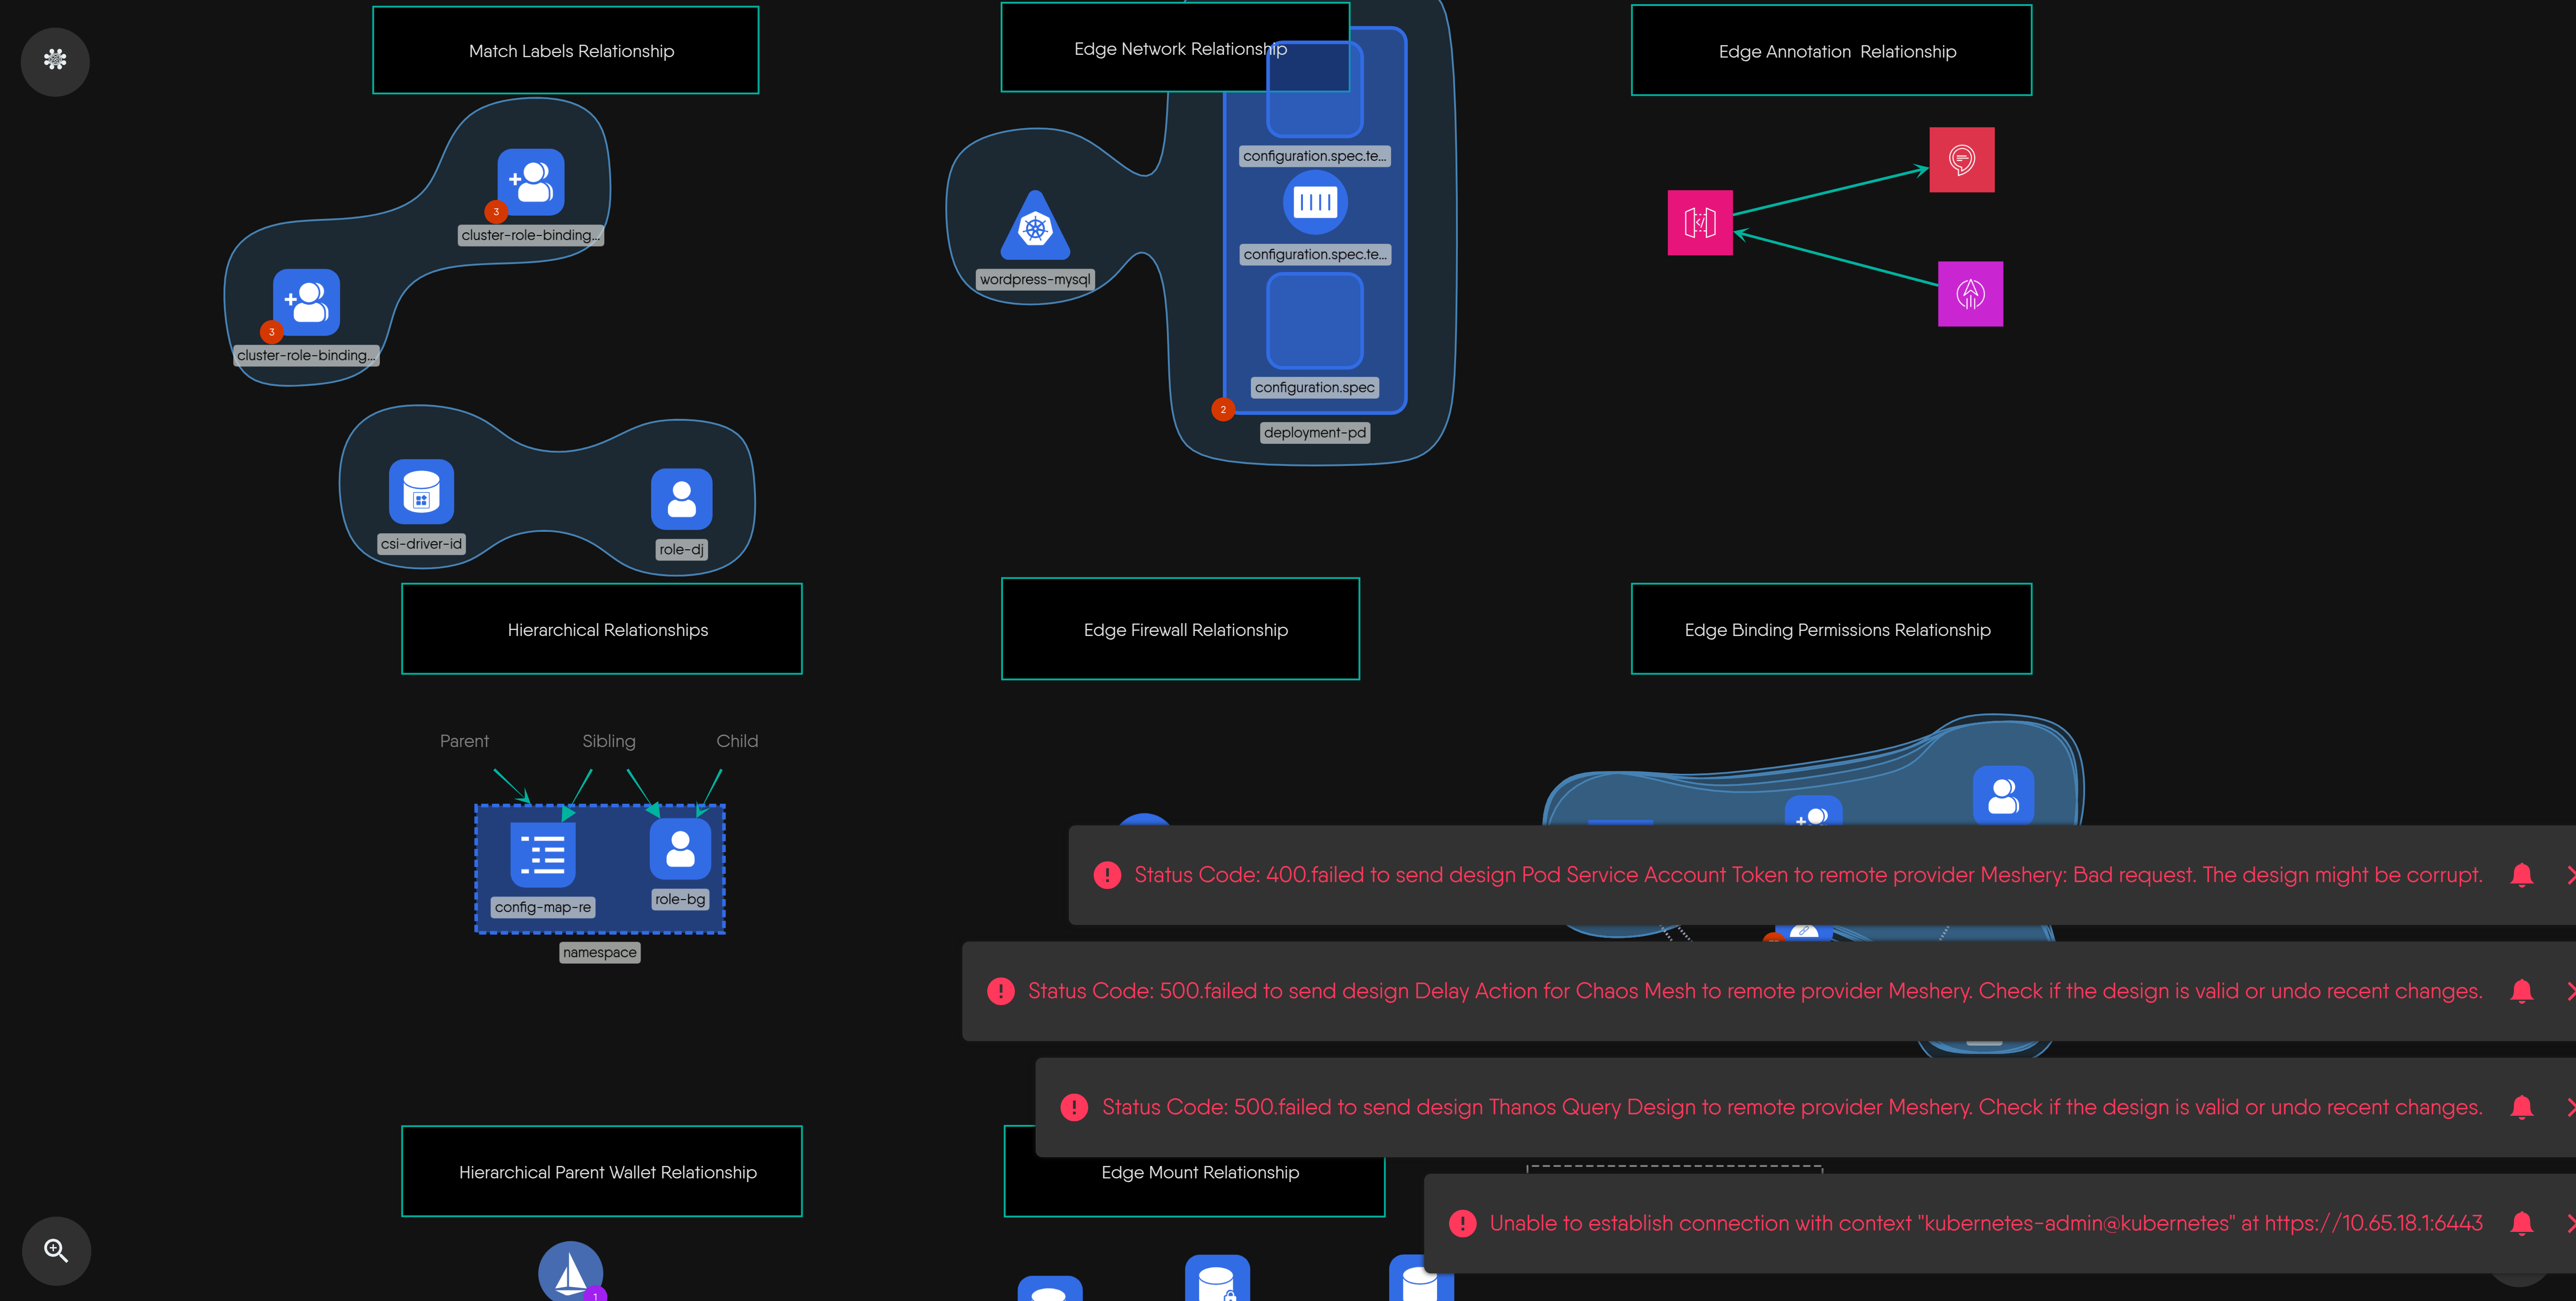 Match Labels Relationship
Edge Network Relationship
Edge Annotation Relationship
configuration.spec.te...
3
cluster-role-binding...
configuration.spec.te...
wordpress-mysql
3
cluster-role-binding...
configuration.spec
2
deployment-pd
csi-driver-id
role-dj
Hierarchical Relationships
Edge Firewall Relationship
Edge Binding Permissions Relationship
Parent
Sibling
Child
config-map-re
role-bg
namespace
Status Code: 400.failed to send design Pod Service Account Token to remote provider Meshery: Bad request. The design might be corrupt.
Status Code: 500.failed to send design Delay Action for Chaos Mesh to remote provider Meshery. Check if the design is valid or undo recent changes.
Status Code: 500.failed to send design Thanos Query Design to remote provider Meshery. Check if the design is valid or undo recent changes.
Hierarchical Parent Wallet Relationship
Edge Mount Relationship
Unable to establish connection with context "kubernetes-admin@kubernetes" at https://10.65.18.1:6443
1